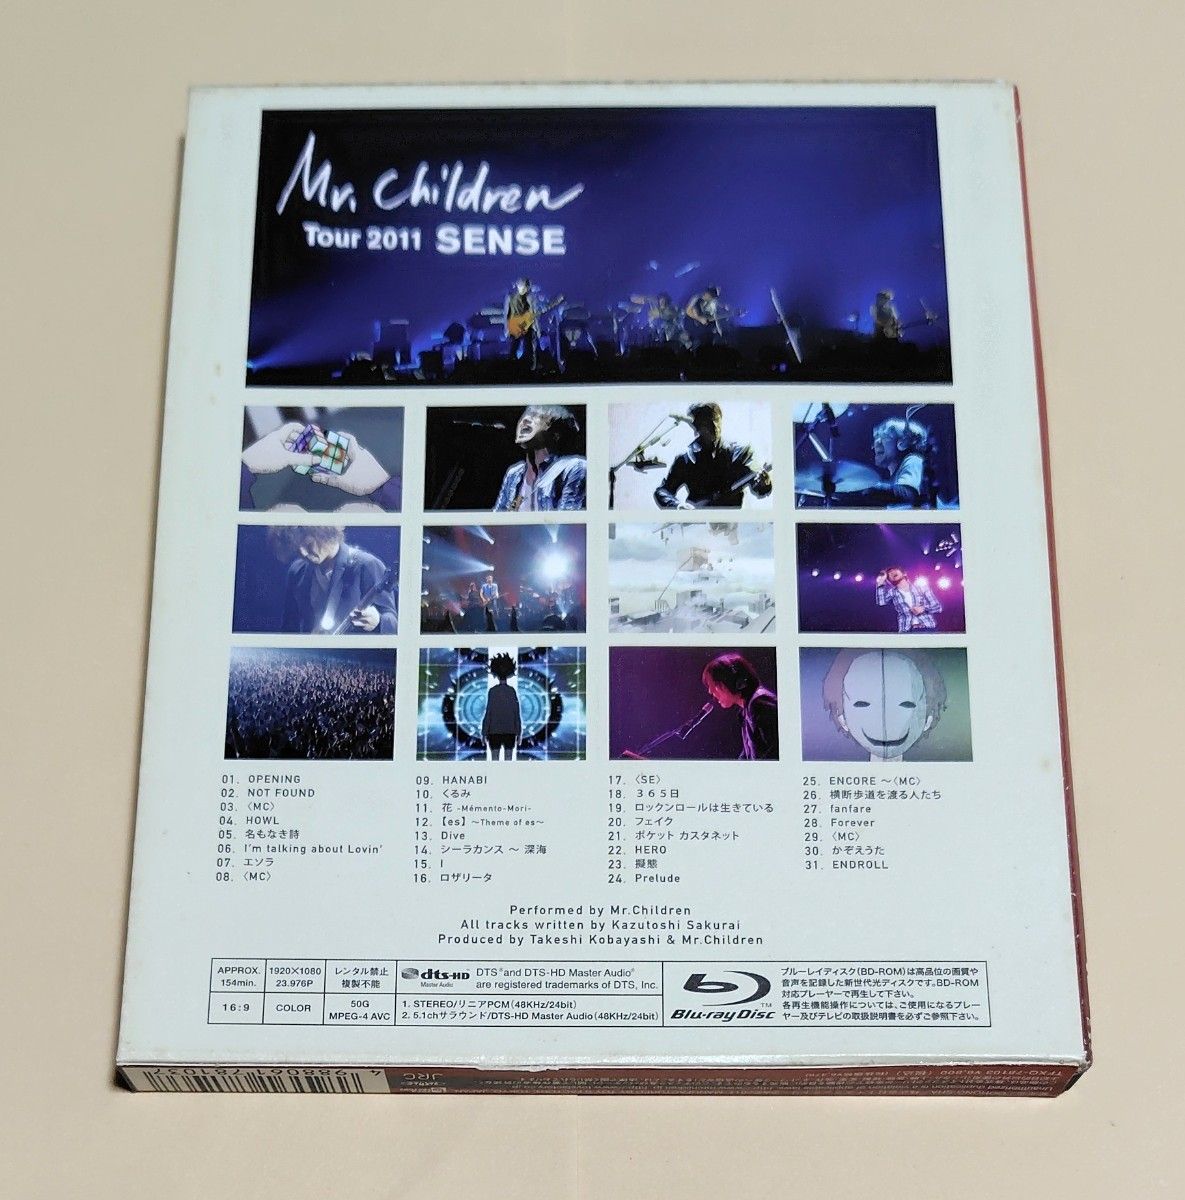 Mr. Children
Tour 2011 SENSE
01. OPENING
02. NOT FOUND
03. 〈MC〉
04. HOWL
05. 名もなき詩
06. I'm talking about Lovin'
07. エソラ
08. 〈MC〉
09. HANABI
10. くるみ
11. 花 -Mémento-Mori-
12. 【es】 ~Theme of es~
13. Dive
14. シーラカンス ~ 深海
15. I
16. ロザリータ
17. 〈SE〉
18. 365日
19. ロックンロールは生きている
20. フェイク
21. ポケット カスタネット
22. HERO
23. 擬態
24. Prelude
25. ENCORE ~〈MC〉
26. 横断歩道を渡る人たち
27. fanfare
28. Forever
29. 〈MC〉
30. かぞえうた
31. ENDROLL
Performed by Mr.Children
All tracks written by Kazutoshi Sakurai
Produced by Takeshi Kobayashi & Mr.Children
APPROX.
154min.
1920×1080
23.976P
レンタル禁止
複製不能
16:9
COLOR
50G
MPEG-4 AVC
dts-HD
Master Audio
DTS® and DTS-HD Master Audio®
are registered trademarks of DTS, Inc.
1. STEREO/リニアPCM(48KHz/24bit)
2. 5.1chサラウンド/DTS-HD Master Audio(48KHz/24bit)
Blu-ray Disc
TM
ブルーレイディスク(BD-ROM)は高品位の画質や
音声を記録した新世代光ディスクです。BD-ROM
対応プレーヤーで再生して下さい。
各再生機能操作については、ご使用になるプレー
ヤー及びテレビの取扱説明書を必ずご参照下さい。
4 988061 781037
JRC